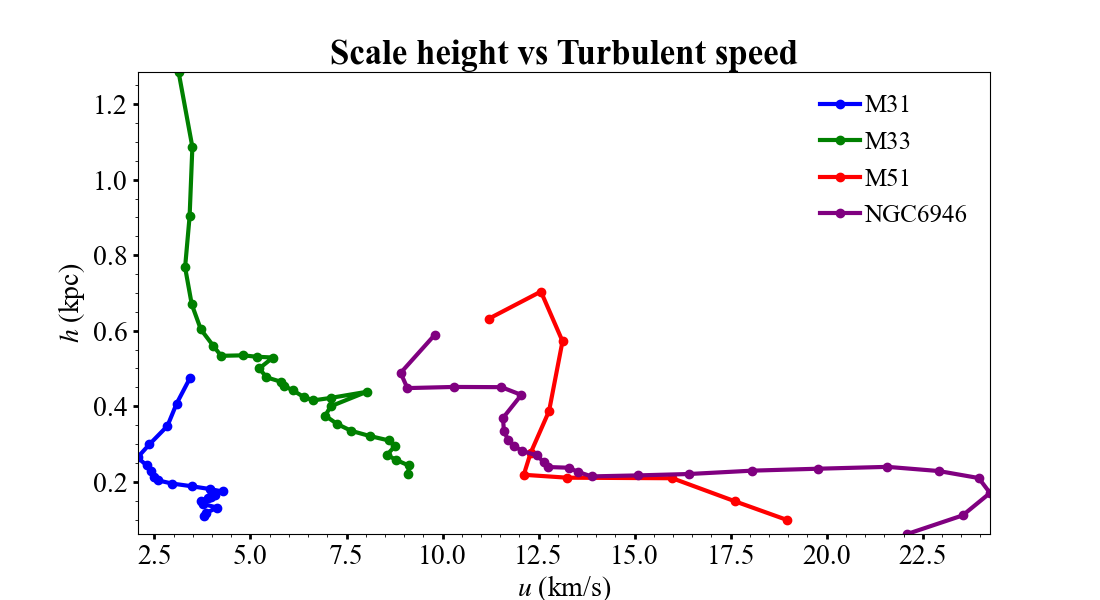 Scale height vs Turbulent speed
M31
M33
M51
NGC6946
h (kpc)
1.2
1.0
0.8
0.6
0.4
0.2
2.5 5.0 7.5 10.0 12.5 15.0 17.5 20.0 22.5
u (km/s)